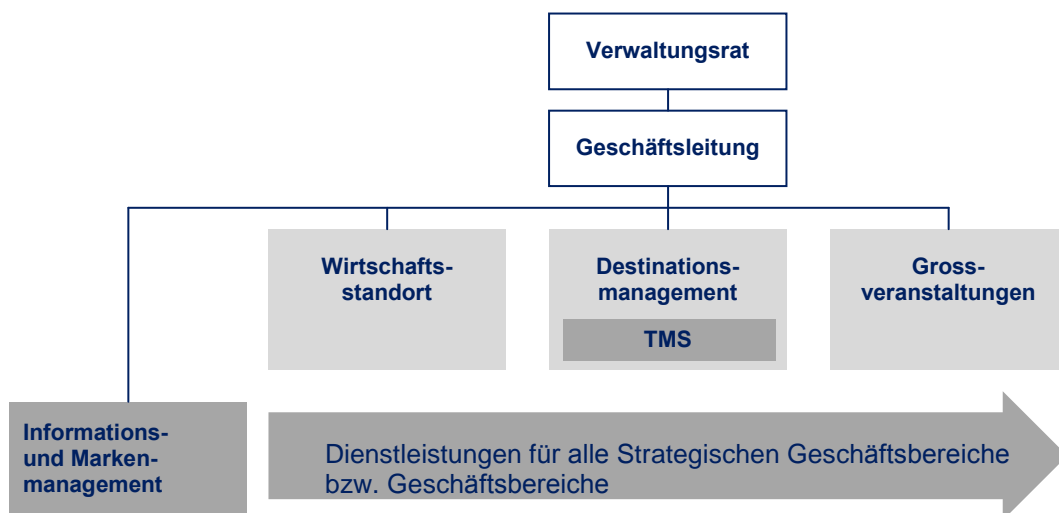 Verwaltungsrat
Geschäftsleitung
Wirtschafts-
standort
Destinations-
management
TMS
Gross-
veranstaltungen
Informations-
und Marken-
management
Dienstleistungen für alle Strategischen Geschäftsbereiche
bzw. Geschäftsbereiche